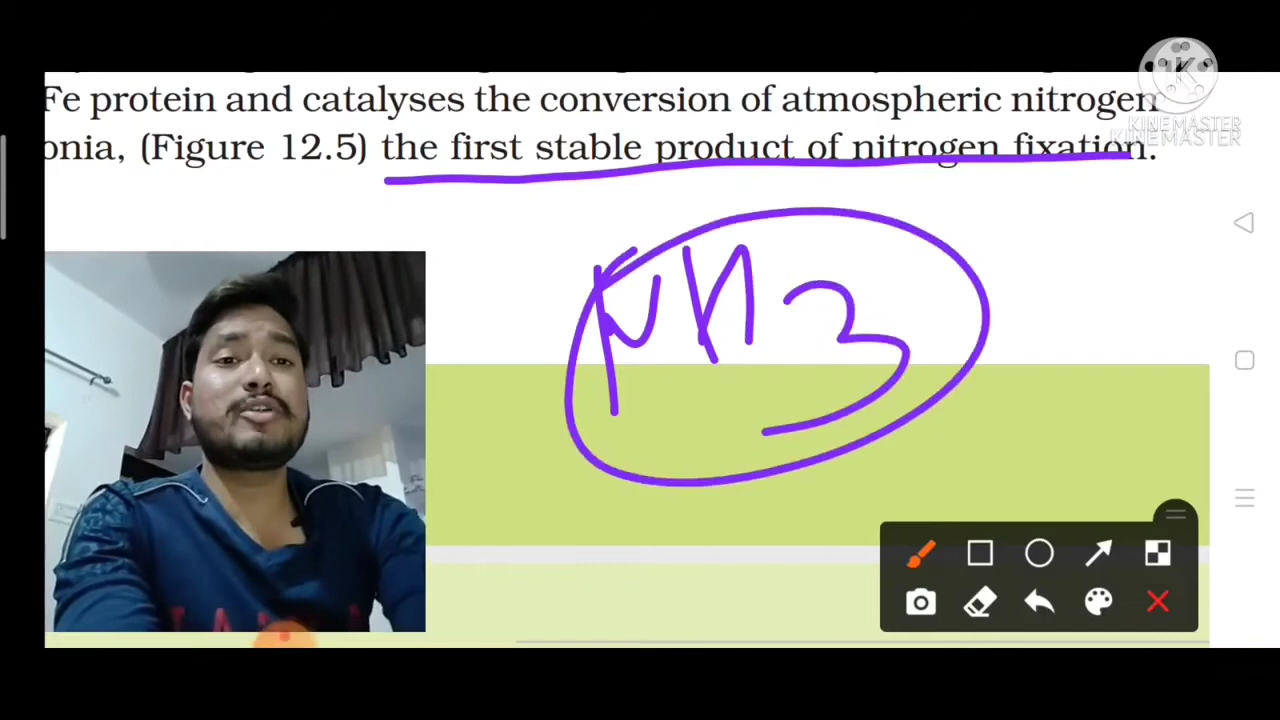 Fe protein and catalyses the conversion of atmospheric nitrogen
onia, (Figure 12.5) the first stable product of nitrogen fixation.
KINEMASTER
KINEMASTER
NH3